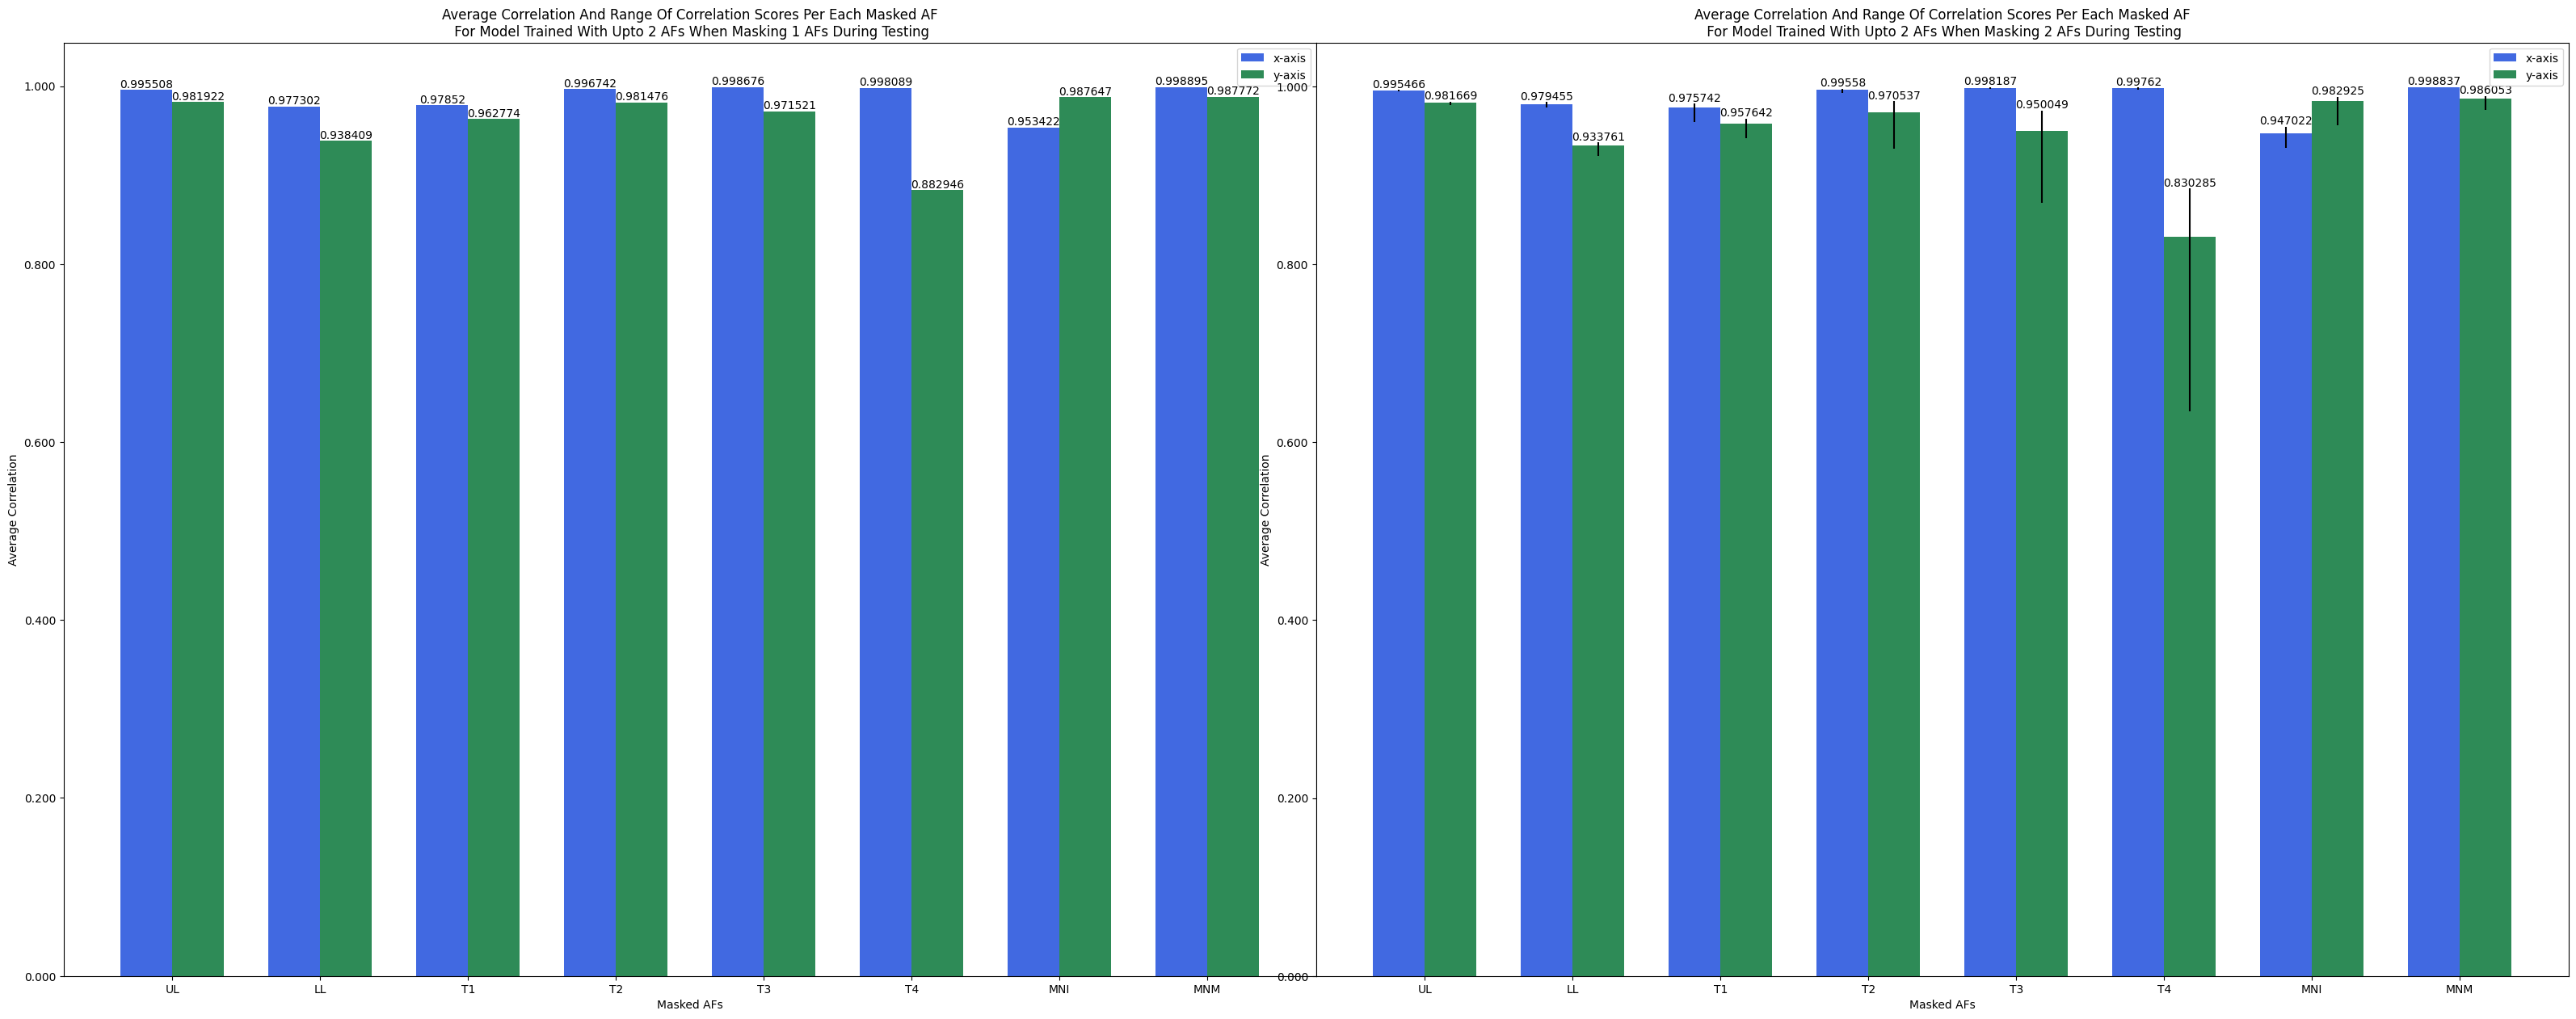 Average Correlation And Range Of Correlation Scores Per Each Masked AF
For Model Trained With Upto 2 AFs When Masking 1 AFs During Testing
x-axis
y-axis
1.000
0.800
0.600
0.400
0.200
0.000
Average Correlation
0.995508
0.981922
0.977302
0.938409
0.97852
0.962774
0.996742
0.981476
0.998676
0.971521
0.998089
0.882946
0.953422
0.987647
0.998895
0.987772
UL
LL
T1
T2
T3
T4
MNI
MNM
Masked AFs
Average Correlation And Range Of Correlation Scores Per Each Masked AF
For Model Trained With Upto 2 AFs When Masking 2 AFs During Testing
x-axis
y-axis
1.000
0.800
0.600
0.400
0.200
0.000
Average Correlation
0.995466
0.981669
0.979455
0.933761
0.975742
0.957642
0.99558
0.970537
0.998187
0.950049
0.99762
0.830285
0.947022
0.982925
0.998837
0.986053
UL
LL
T1
T2
T3
T4
MNI
MNM
Masked AFs